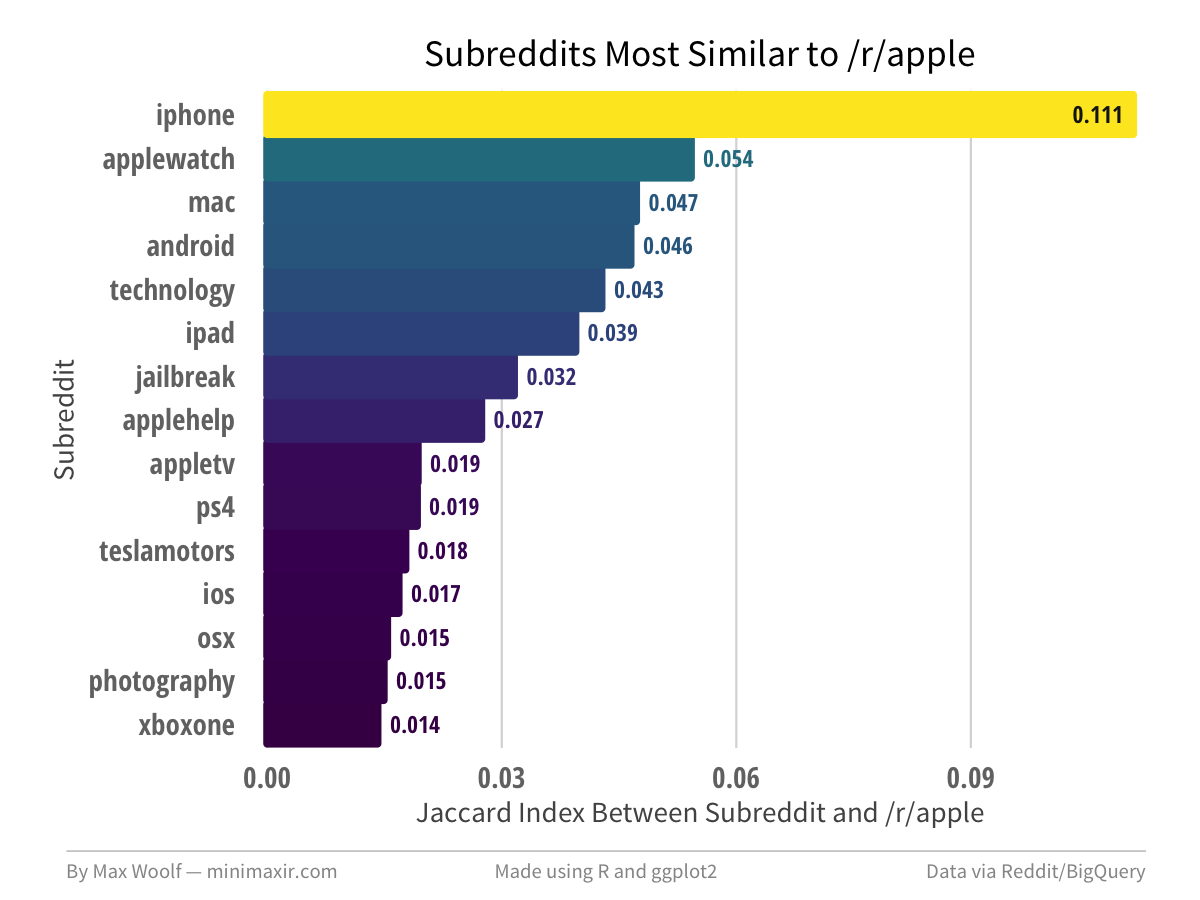 Subreddits Most Similar to /r/apple
iphone 0.111
applewatch 0.054
mac 0.047
android 0.046
technology 0.043
ipad 0.039
jailbreak 0.032
applehelp 0.027
appletv 0.019
ps4 0.019
teslamotors 0.018
ios 0.017
osx 0.015
photography 0.015
xboxone 0.014
Subreddit
0.00 0.03 0.06 0.09
Jaccard Index Between Subreddit and /r/apple
By Max Woolf — minimaxir.com Made using R and ggplot2 Data via Reddit/BigQuery